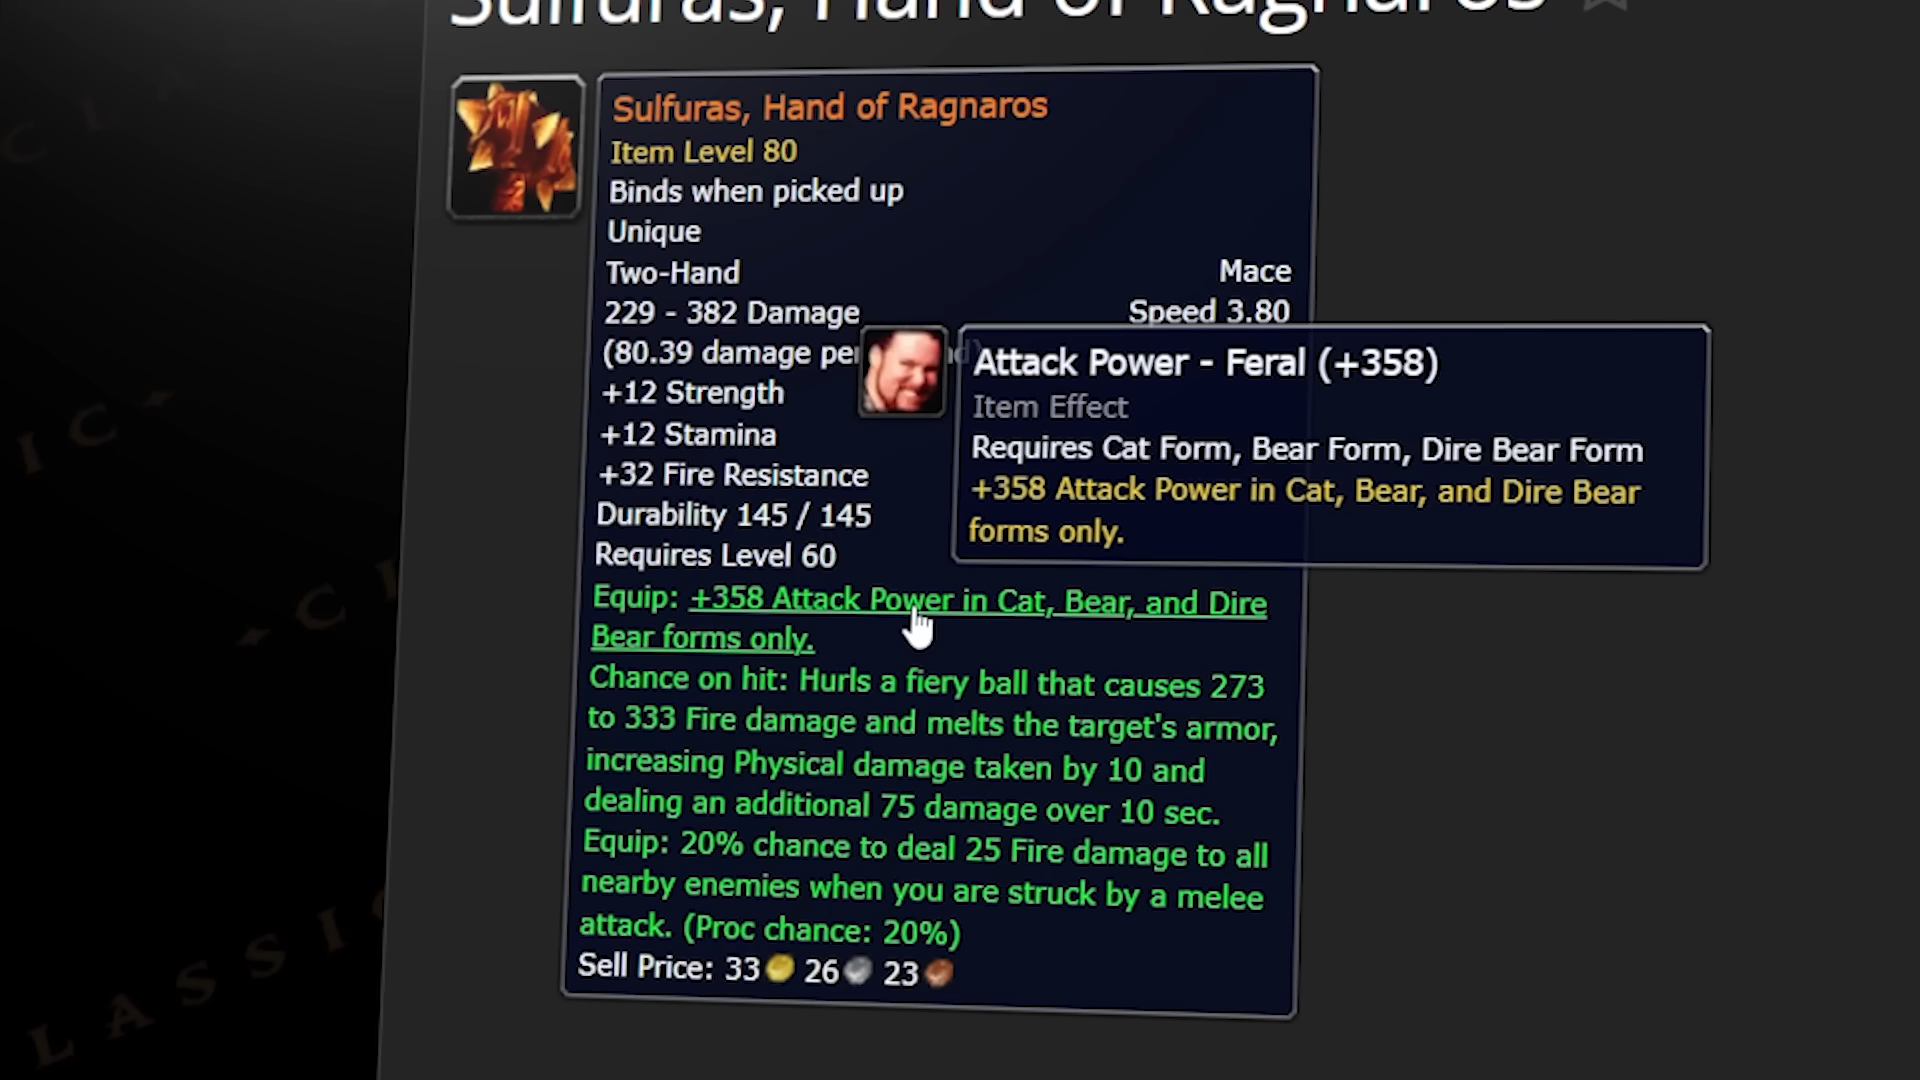 Sulfuras, Hand of Ragnaros
Sulfuras, Hand of Ragnaros
Item Level 80
Binds when picked up
Unique
Two-Hand Mace
229 - 382 Damage Speed 3.80
(80.39 damage per
+12 Strength
+12 Stamina
+32 Fire Resistance
Durability 145 / 145
Requires Level 60
Attack Power - Feral (+358)
Item Effect
Requires Cat Form, Bear Form, Dire Bear Form
+358 Attack Power in Cat, Bear, and Dire Bear
forms only.
Equip: +358 Attack Power in Cat, Bear, and Dire
Bear forms only.
Chance on hit: Hurls a fiery ball that causes 273
to 333 Fire damage and melts the target's armor,
increasing Physical damage taken by 10 and
dealing an additional 75 damage over 10 sec.
Equip: 20% chance to deal 25 Fire damage to all
nearby enemies when you are struck by a melee
attack. (Proc chance: 20%)
Sell Price: 33 26 23